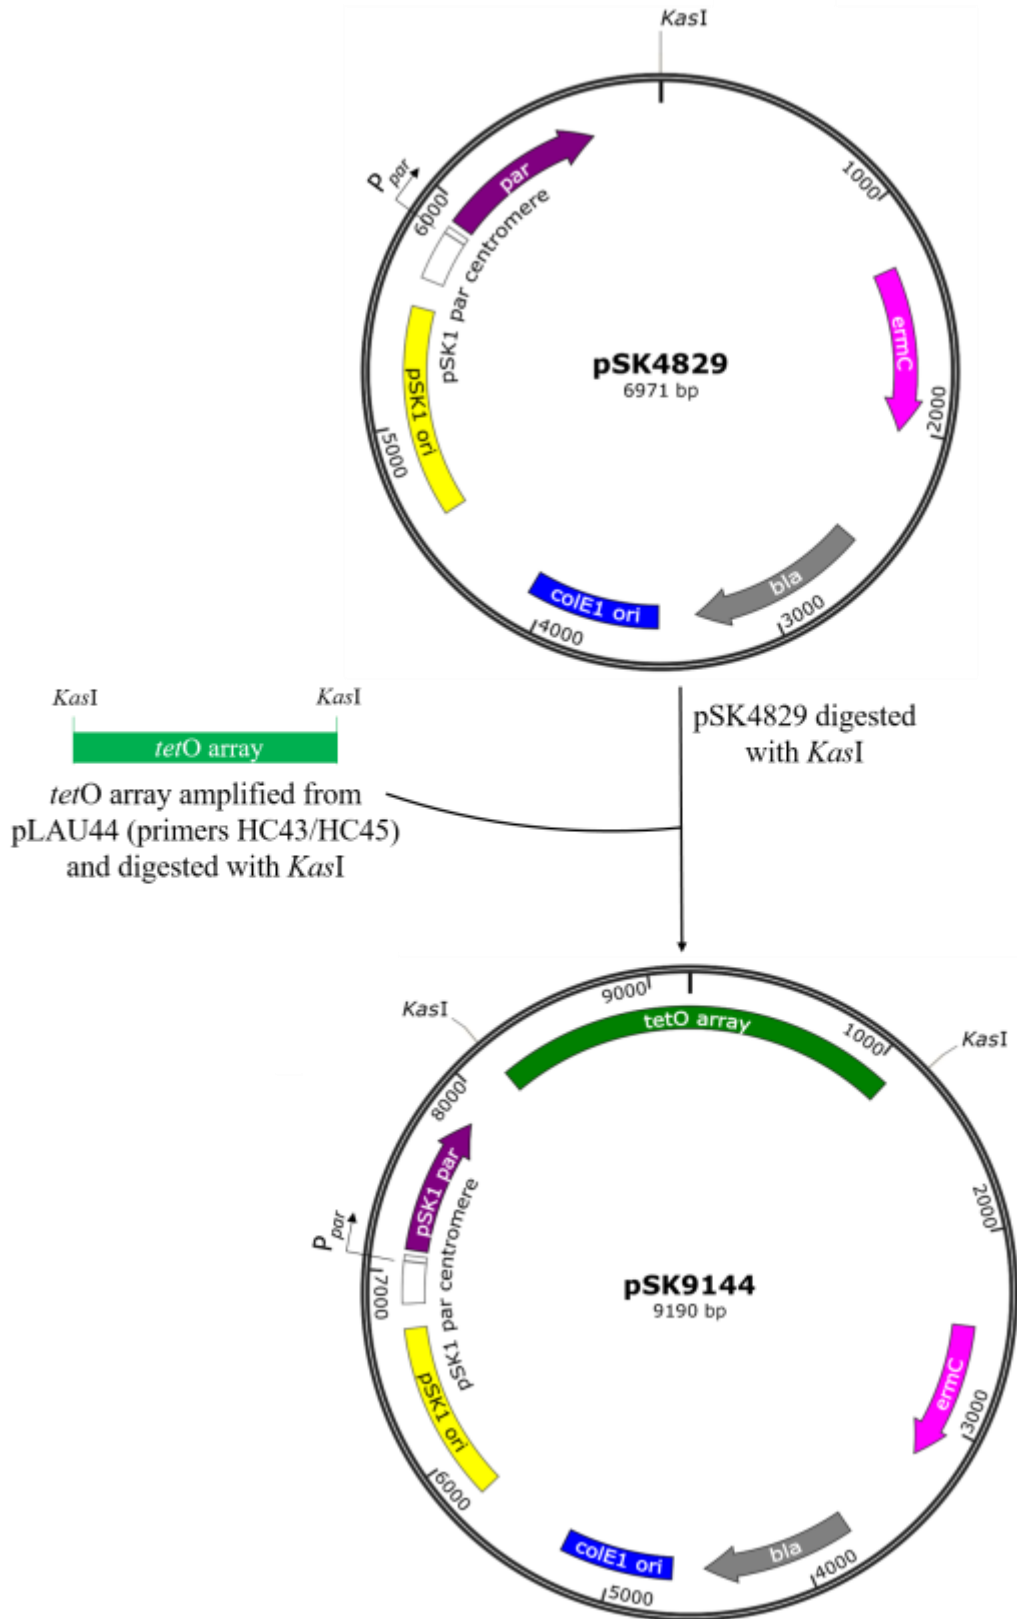 KasI
1000
P par
6000
par
pSK1 par centromere
ermC
pSK4829
6971 bp
pSK1 ori
2000
5000
bla
colE1 ori
3000
4000
KasI
KasI
tetO array
pSK4829 digested
with KasI
tetO array amplified from
pLAU44 (primers HC43/HC45)
and digested with KasI
9000
KasI
tetO array
1000
KasI
8000
pSK1 par
2000
P par
pSK1 par centromere
7000
pSK9144
9190 bp
ermC
pSK1 ori
3000
6000
bla
colE1 ori
4000
5000